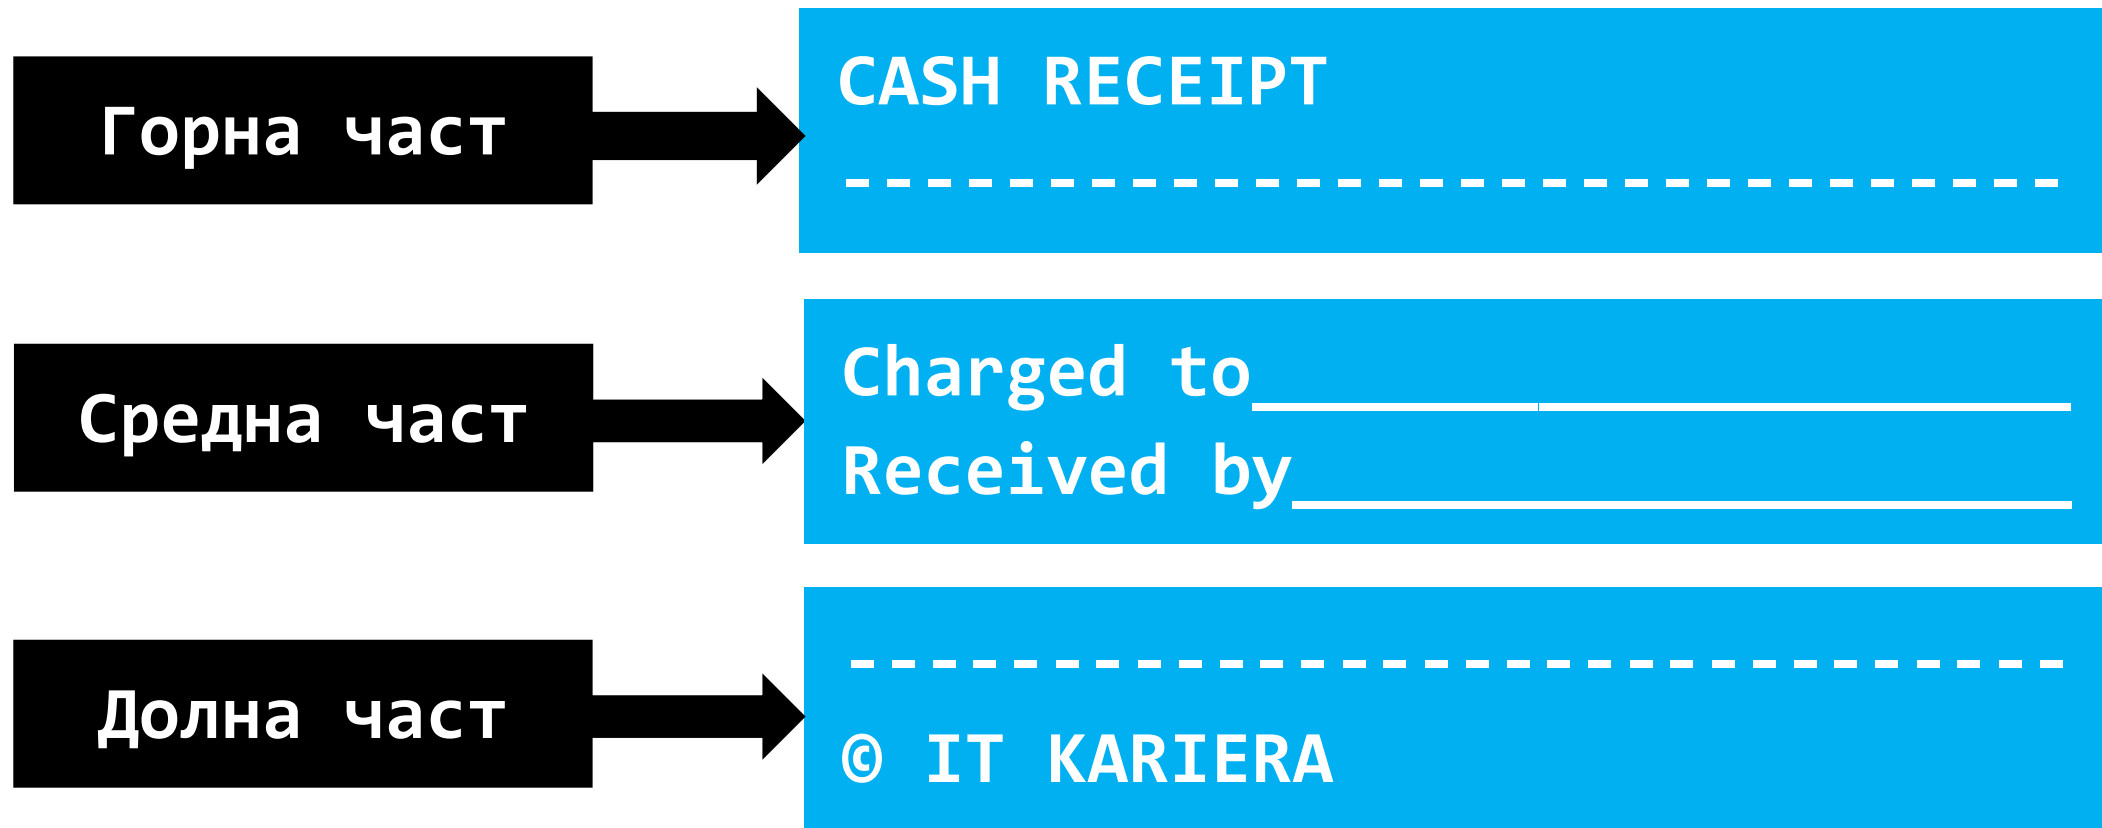 Горна част
CASH RECEIPT
------------------------------
Средна част
Charged to____________________
Received by___________________
Долна част
------------------------------
© IT KARIERA